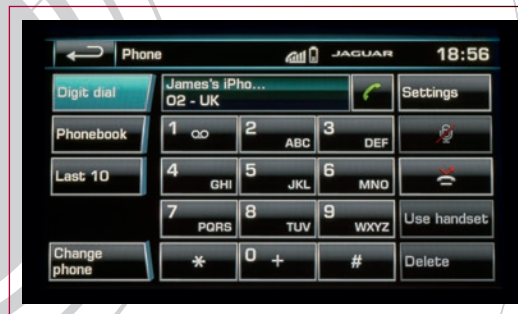 Phone
JAGUAR
18:56
Digit dial
James's iPho...
O2 - UK
Settings
Phonebook
1
2 ABC
3 DEF
Last 10
4 GHI
5 JKL
6 MNO
7 PQRS
8 TUV
9 WXYZ
Use handset
Change
phone
*
0 +
#
Delete